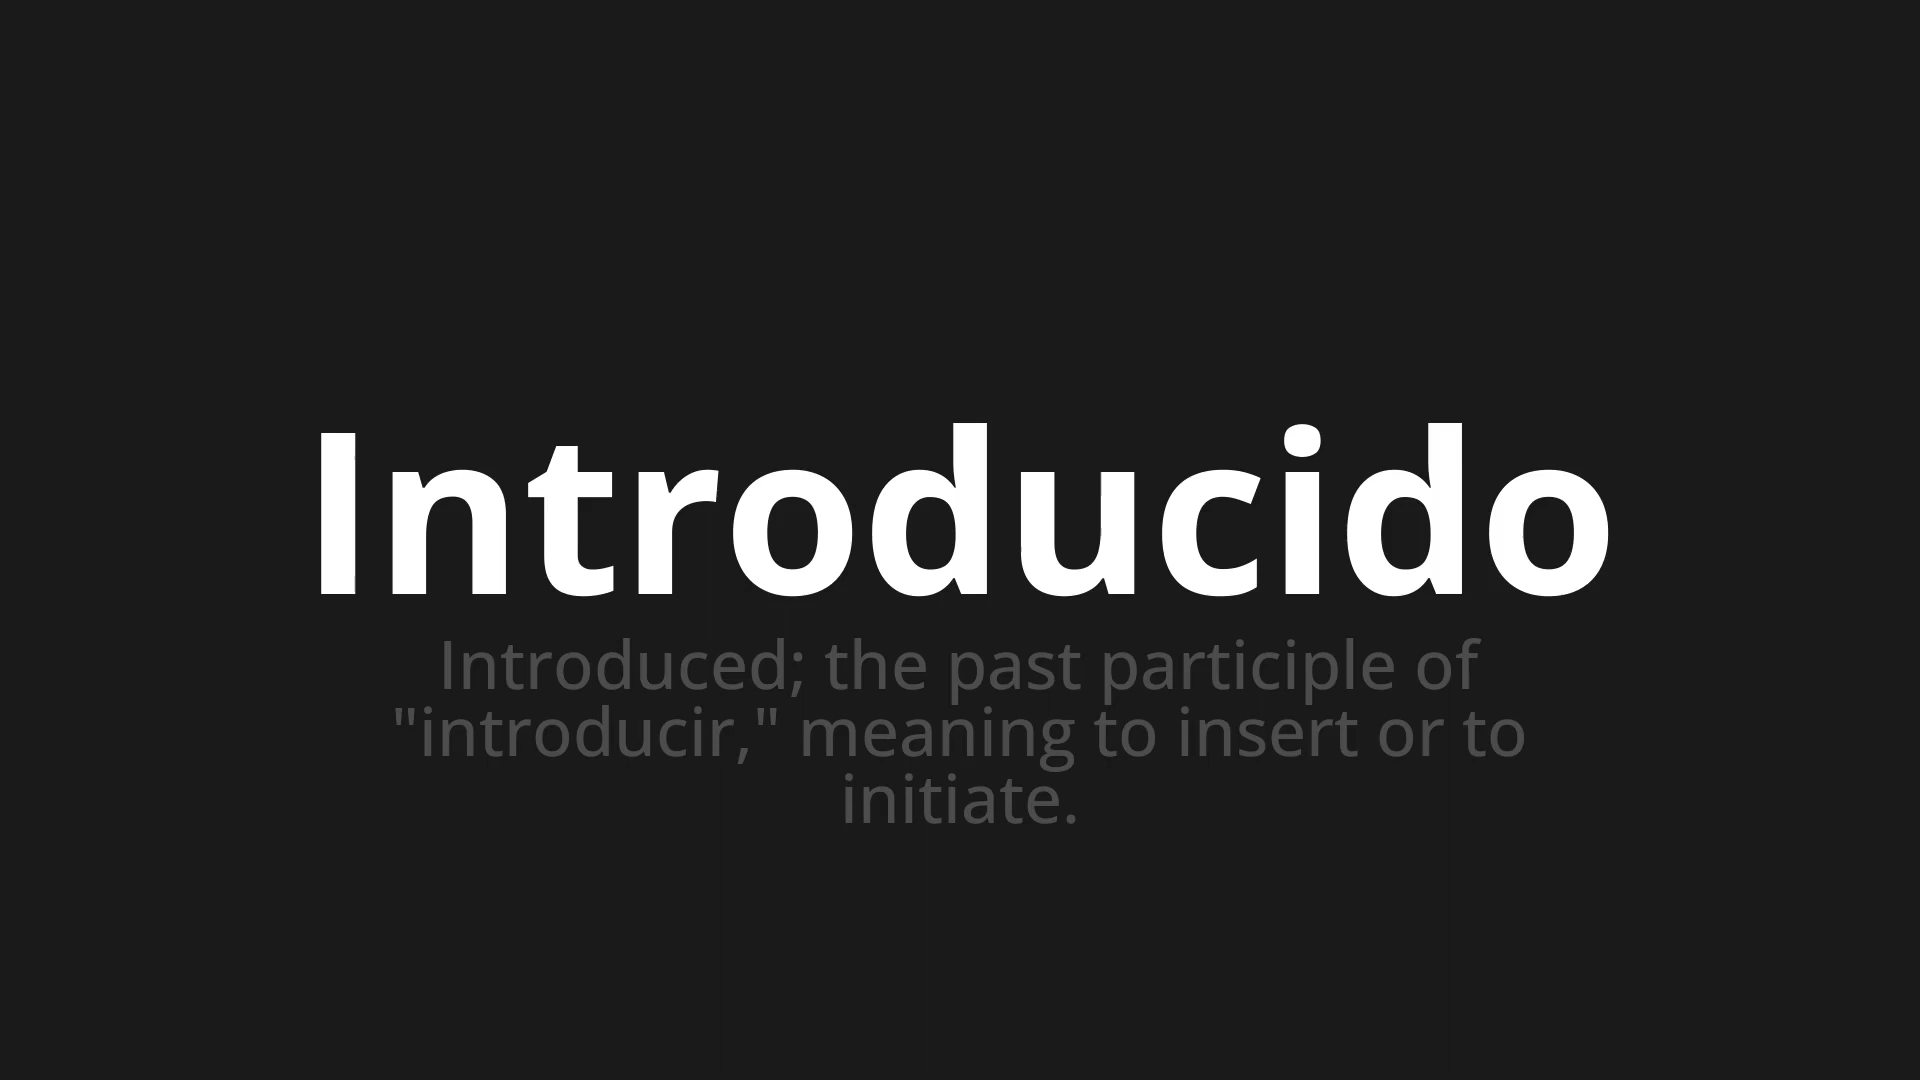 Introducido
Introduced; the past participle of
"introducir," meaning to insert or to
initiate.